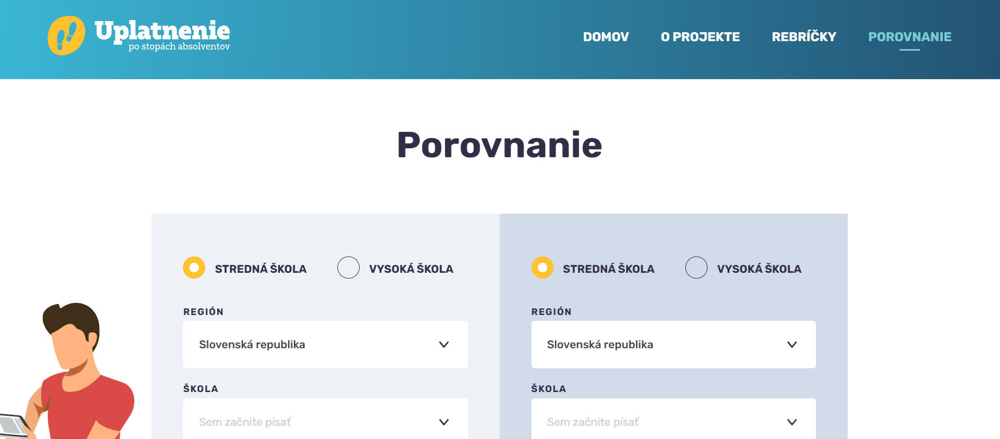 Uplatnenie
po stopách absolventov
DOMOV
O PROJEKTE
REBRÍČKY
POROVNANIE
Porovnanie
STREDNÁ ŠKOLA
VYSOKÁ ŠKOLA
REGIÓN
Slovenská republika
ŠKOLA
Sem začnite písať
STREDNÁ ŠKOLA
VYSOKÁ ŠKOLA
REGIÓN
Slovenská republika
ŠKOLA
Sem začnite písať